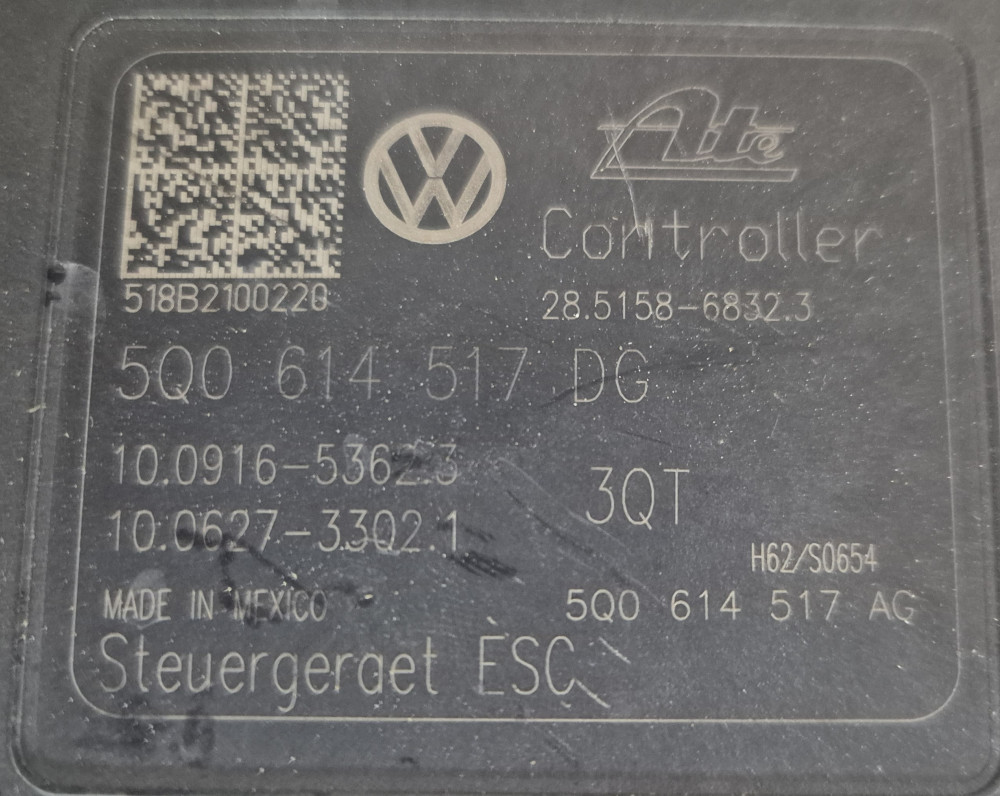 Ate
Controller
518B2100220
28.5158-6832.3
5Q0 614 517 DG
10.0916-5362.3
3QT
10.0627-3302.1
H62/S0654
MADE IN MEXICO
5Q0 614 517 AG
Steuergeraet ESC